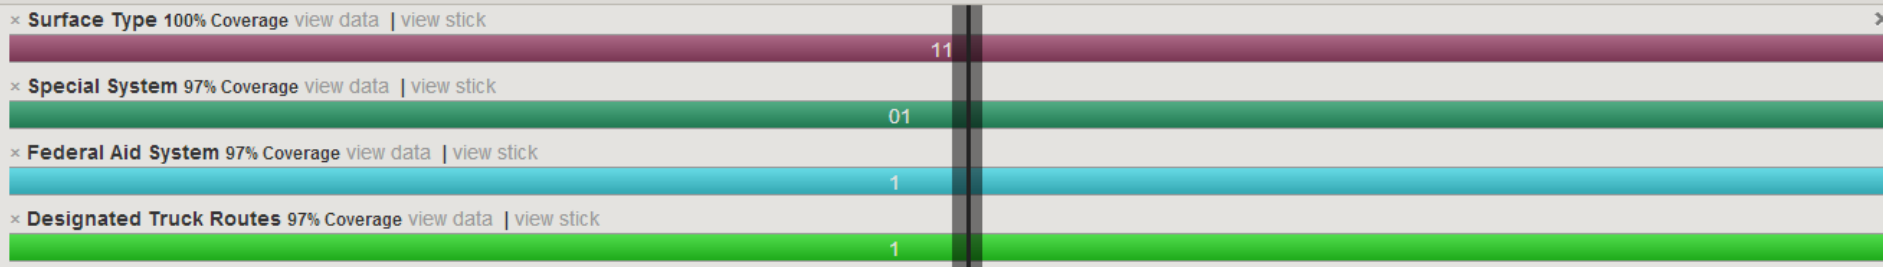 × Surface Type 100% Coverage view data | view stick ×
11
× Special System 97% Coverage view data | view stick
01
× Federal Aid System 97% Coverage view data | view stick
1
× Designated Truck Routes 97% Coverage view data | view stick
1